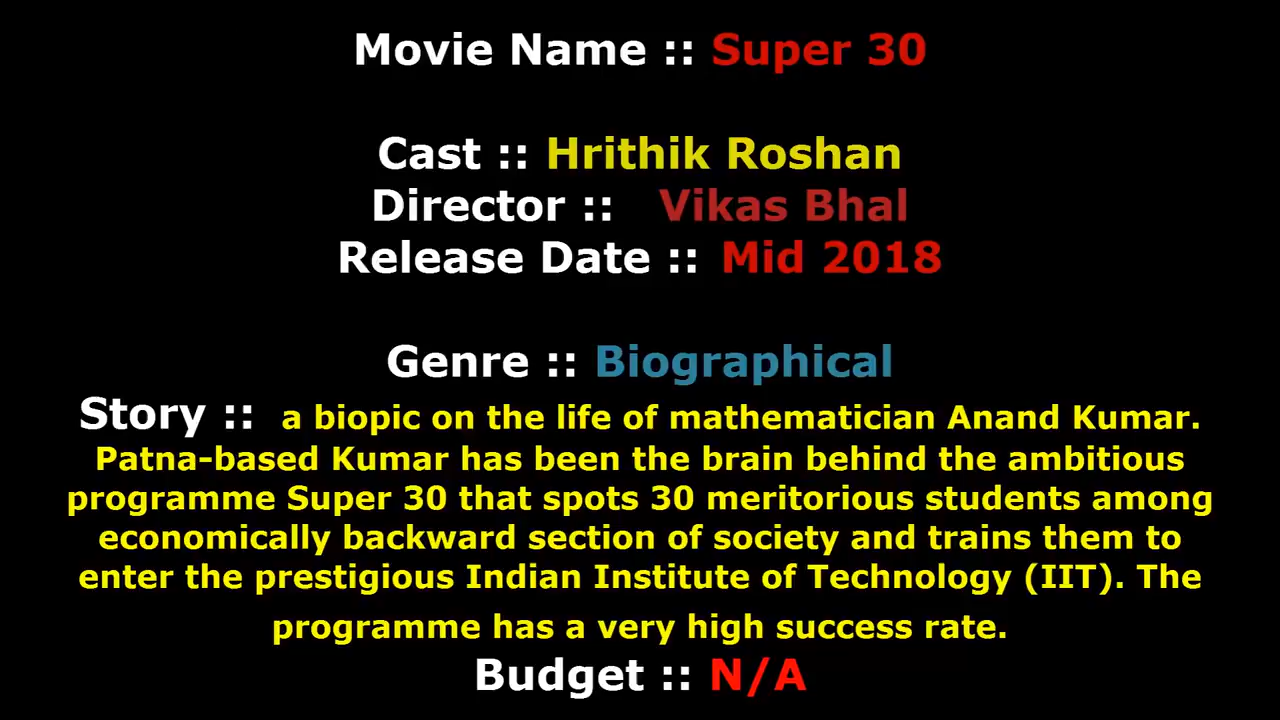 Movie Name :: Super 30
Cast :: Hrithik Roshan
Director :: Vikas Bhal
Release Date :: Mid 2018
Genre :: Biographical
Story :: a biopic on the life of mathematician Anand Kumar.
Patna-based Kumar has been the brain behind the ambitious
programme Super 30 that spots 30 meritorious students among
economically backward section of society and trains them to
enter the prestigious Indian Institute of Technology (IIT). The
programme has a very high success rate.
Budget :: N/A